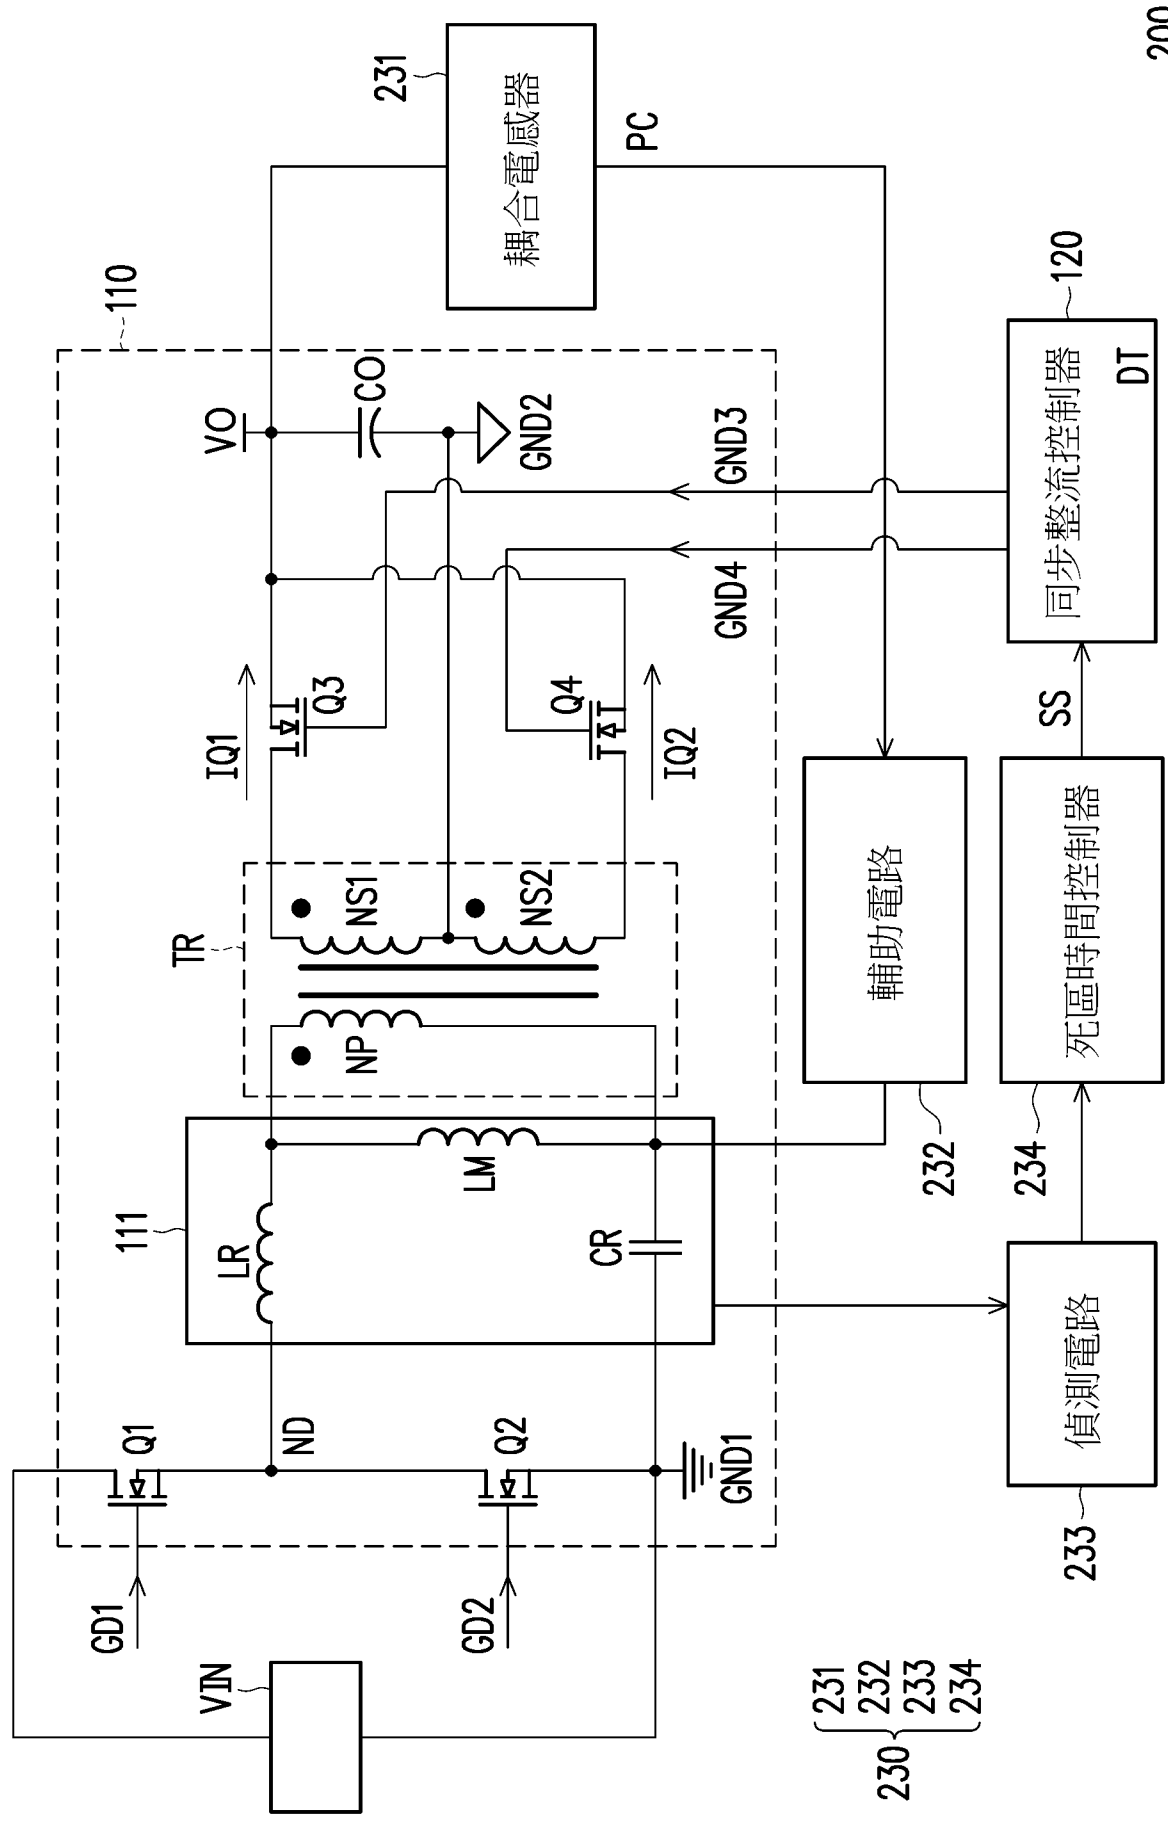 200
110
231
VO
CO
耦合電感器
GND2
PC
IQ1
Q3
Q4
IQ2
GND3
GND4
120
同步整流控制器
DT
SS
TR
NS1
NS2
NP
輔助電路
232
死區時間控制器
234
111
LR
LM
CR
偵測電路
233
Q1
ND
Q2
GND1
GD1
GD2
VIN
230
231
232
233
234